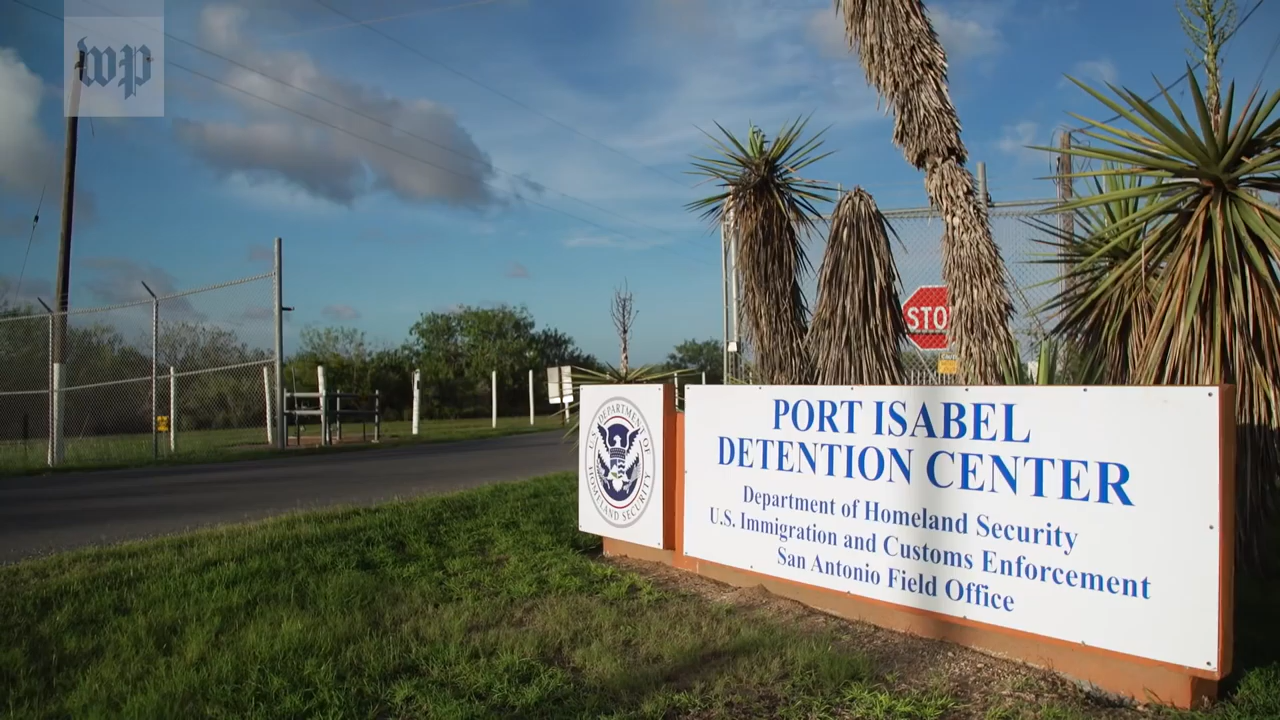 wp
STO
PORT ISABEL
DETENTION CENTER
Department of Homeland Security
U.S. Immigration and Customs Enforcement
San Antonio Field Office
U.S. DEPARTMENT OF
HOMELAND SECURITY